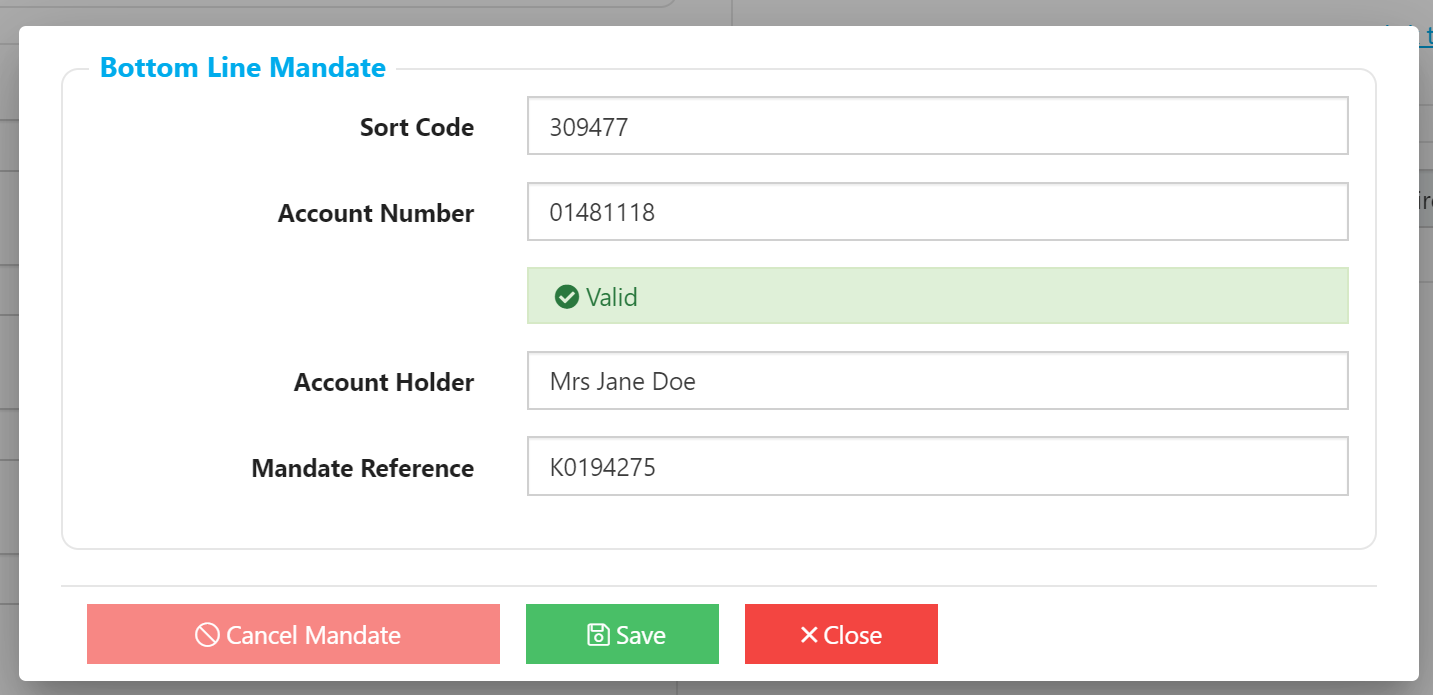 Bottom Line Mandate
Sort Code 309477
Account Number 01481118
Valid
Account Holder Mrs Jane Doe
Mandate Reference K0194275
Cancel Mandate Save Close